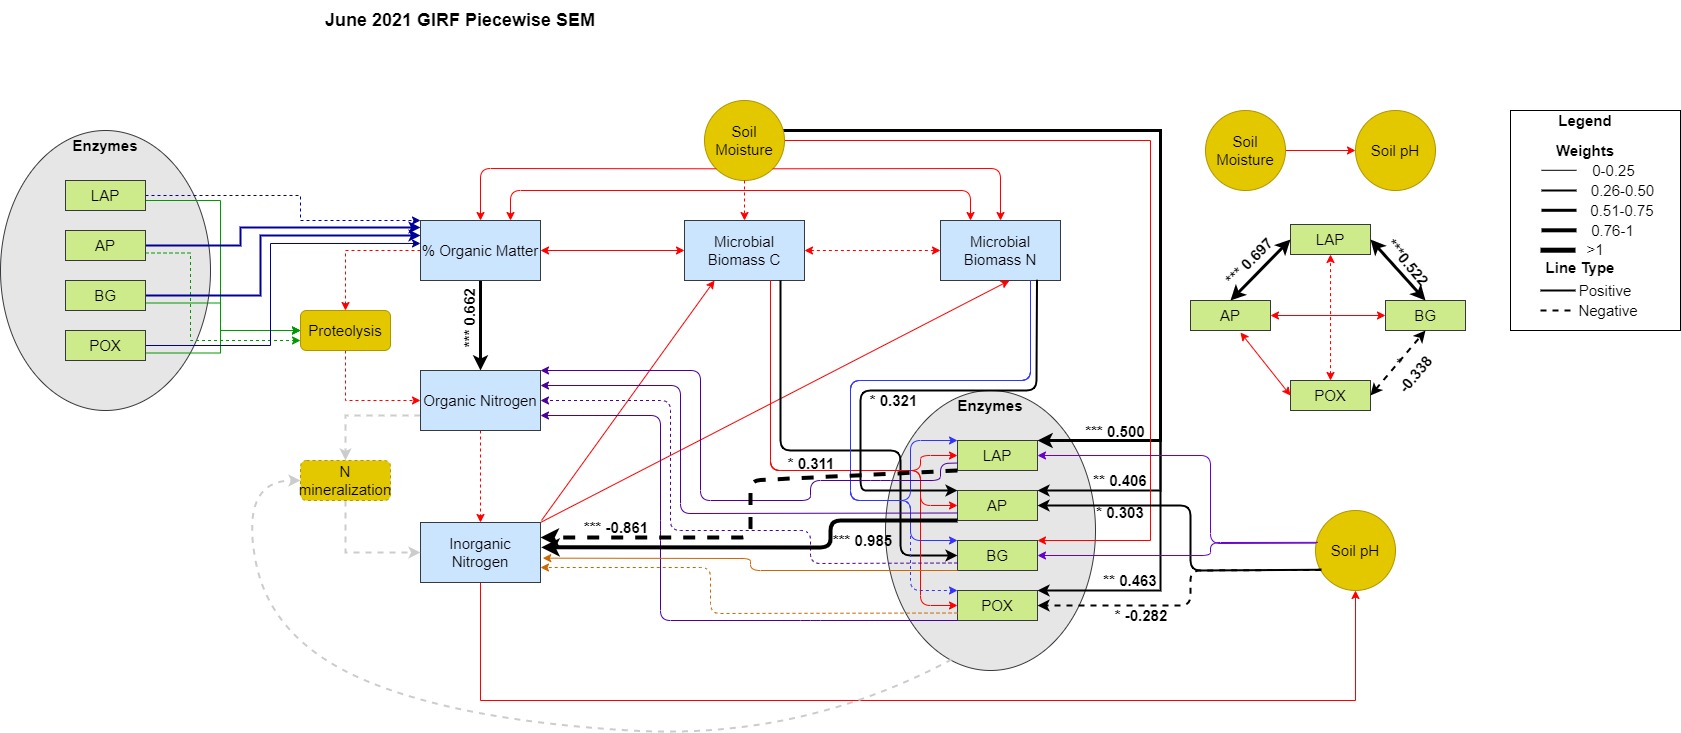 June 2021 GIRF Piecewise SEM
Enzymes
LAP
AP
BG
POX
Proteolysis
% Organic Matter
*** 0.662
Organic Nitrogen
N
mineralization
Inorganic
Nitrogen
Soil
Moisture
Microbial
Biomass C
Microbial
Biomass N
* 0.321
* 0.311
*** -0.861
*** 0.985
Enzymes
LAP
AP
BG
POX
*** 0.500
** 0.406
* 0.303
** 0.463
* -0.282
Soil pH
Soil
Moisture
Soil pH
LAP
AP
BG
POX
*** 0.697
***0.522
* -0.338
Legend
Weights
0-0.25
0.26-0.50
0.51-0.75
0.76-1
>1
Line Type
Positive
Negative